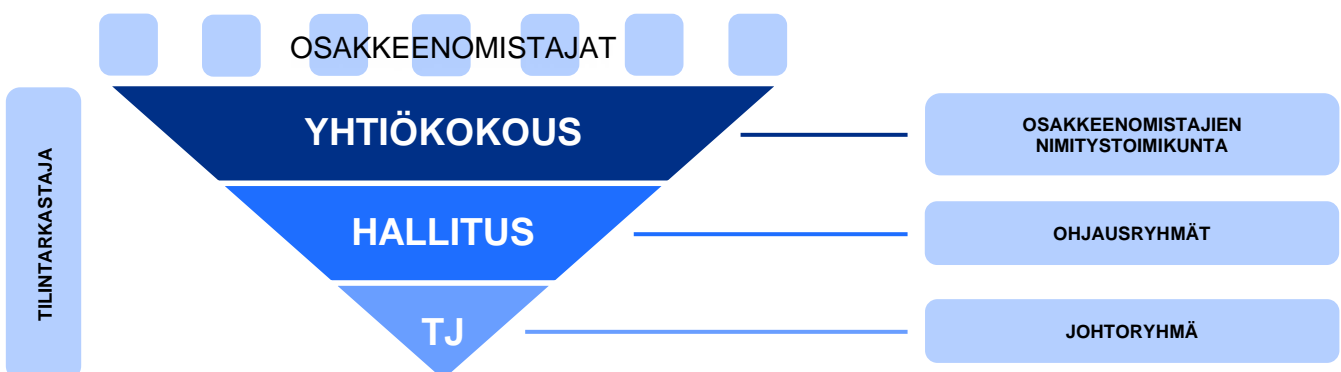 OSAKKEENOMISTAJAT
TILINTARKASTAJA
YHTIÖKOKOUS
OSAKKEENOMISTAJIEN
NIMITYSTOIMIKUNTA
HALLITUS
OHJAUSRYHMÄT
TJ
JOHTORYHMÄ